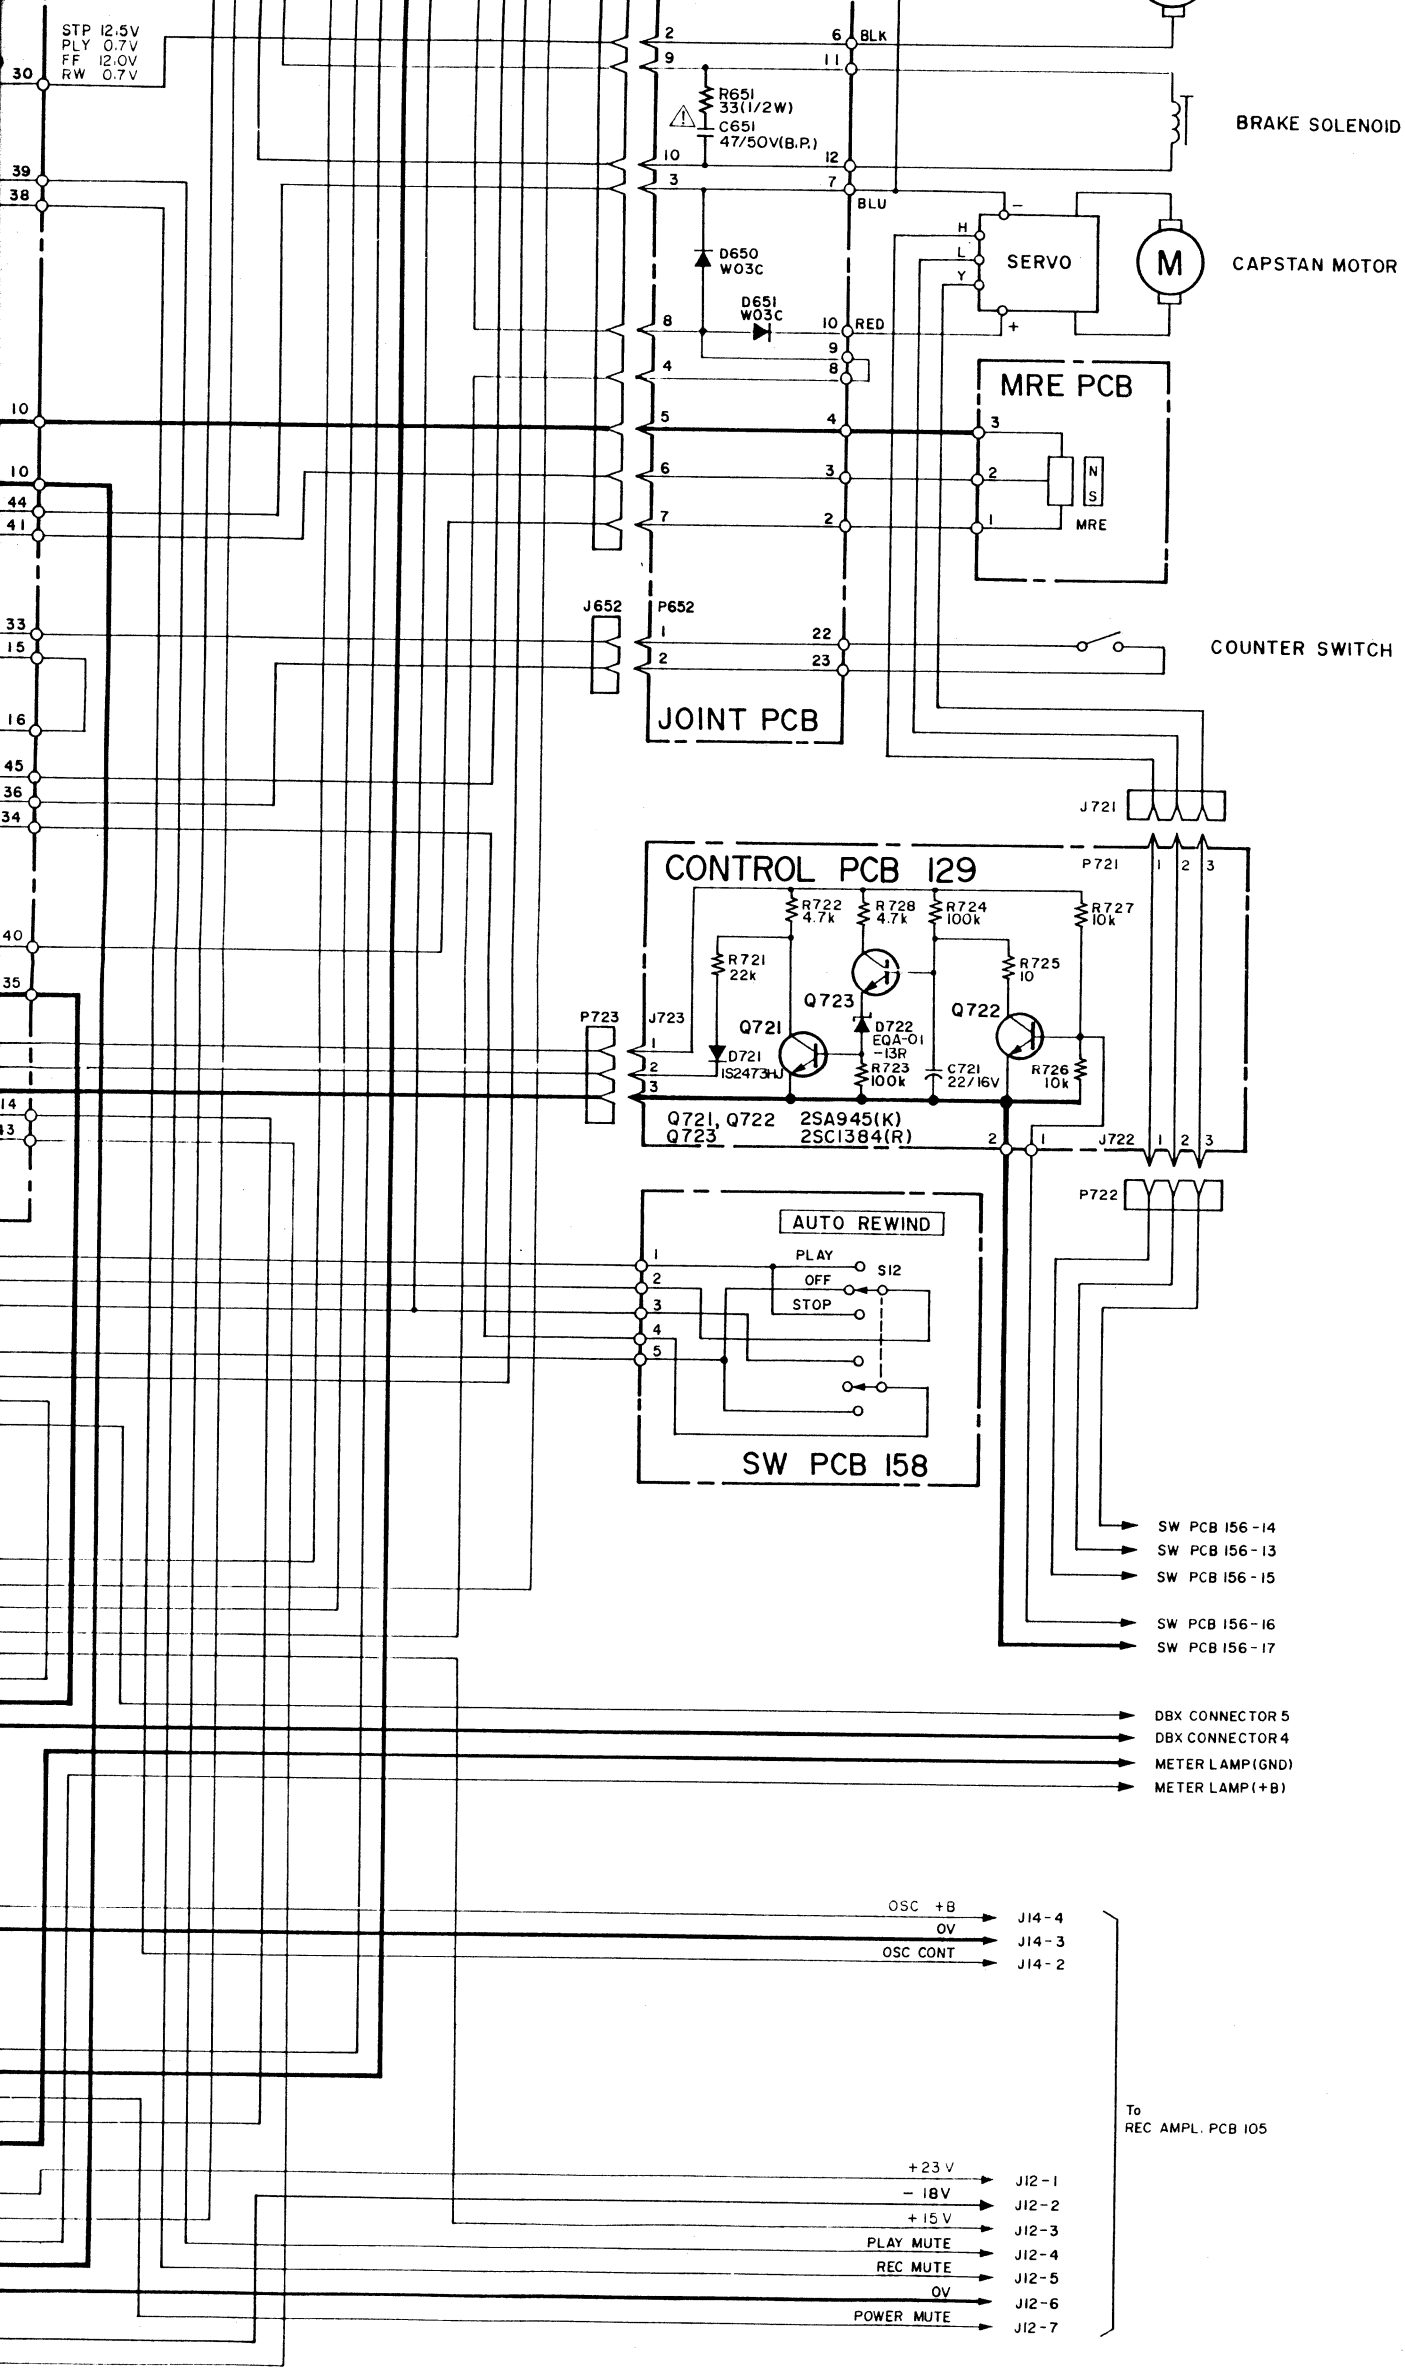 STP 12.5V
PLY 0.7V
FF 12.0V
RW 0.7V
30
39
38
10
10
44
41
33
15
16
45
36
34
40
35
14
43
2
6
BLK
9
11
R651
33(1/2W)
C651
47/50V(B.P.)
10
12
3
7
BLU
BRAKE SOLENOID
D650
W03C
D651
W03C
8
10
RED
9
4
8
H
L
Y
−
+
SERVO
M
CAPSTAN MOTOR
5
4
6
3
7
2
MRE PCB
3
2
1
N
S
MRE
J652
P652
1
22
2
23
JOINT PCB
COUNTER SWITCH
J721
P721
1
2
3
CONTROL PCB 129
R722
4.7k
R728
4.7k
R724
100k
R727
10k
R721
22k
R725
10
Q723
Q722
Q721
D722
EQA-01
-13R
D721
1S2473HJ
R723
100k
C721
22/16V
R726
10k
P723
J723
1
2
3
Q721, Q722 2SA945(K)
Q723 2SC1384(R)
2
1
J722
1
2
3
P722
AUTO REWIND
PLAY
OFF
STOP
S12
1
2
3
4
5
SW PCB 158
SW PCB 156-14
SW PCB 156-13
SW PCB 156-15
SW PCB 156-16
SW PCB 156-17
DBX CONNECTOR 5
DBX CONNECTOR 4
METER LAMP(GND)
METER LAMP(+B)
OSC +B
J14-4
0V
J14-3
OSC CONT
J14-2
To
REC AMPL. PCB 105
+23V
J12-1
−18V
J12-2
+15V
J12-3
PLAY MUTE
J12-4
REC MUTE
J12-5
0V
J12-6
POWER MUTE
J12-7